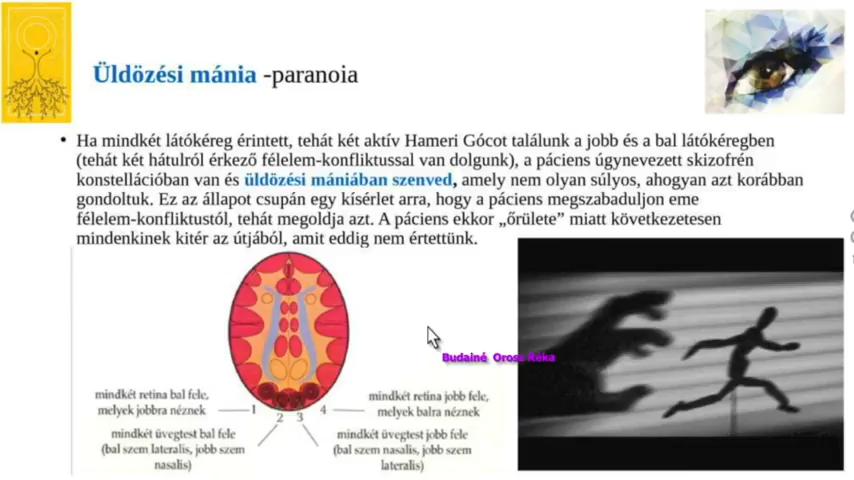 Üldözési mánia -paranoia
• Ha mindkét látókéreg érintett, tehát két aktív Hameri Gócot találunk a jobb és a bal látókéregben
(tehát két hátulról érkező félelem-konfliktussal van dolgunk), a páciens úgynevezett skizofrén
konstellációban van és üldözési mániában szenved, amely nem olyan súlyos, ahogyan azt korábban
gondoltuk. Ez az állapot csupán egy kísérlet arra, hogy a páciens megszabaduljon eme
félelem-konfliktustól, tehát megoldja azt. A páciens ekkor „őrülete” miatt következetesen
mindenkinek kitér az útjából, amit eddig nem értettünk.
Budainé Orosz Réka
mindkét retina bal fele,
melyek jobbra néznek
1
2
3
4
mindkét retina jobb fele,
melyek balra néznek
mindkét üvegtest bal fele
(bal szem lateralis, jobb szem
nasalis)
mindkét üvegtest jobb fele
(bal szem nasalis, jobb szem
lateralis)